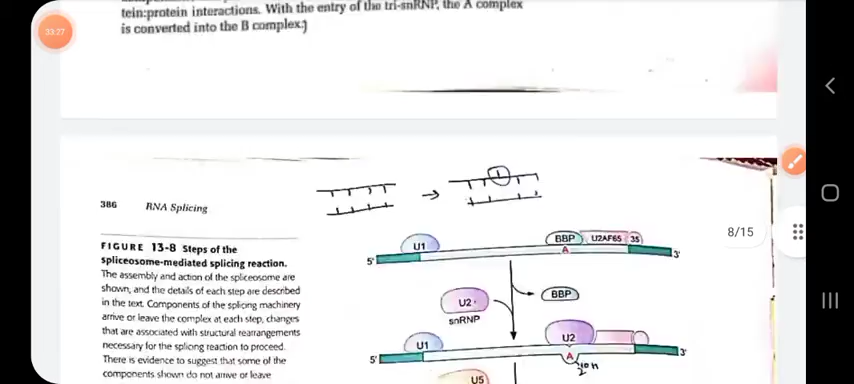 tein:protein interactions. With the entry of the tri-snRNP, the A complex
is converted into the B complex.)
33:27
386 RNA Splicing
8/15
FIGURE 13-8 Steps of the
spliceosome-mediated splicing reaction.
The assembly and action of the spliceosome are
shown, and the details of each step are described
in the text. Components of the splicing machinery
arrive or leave the complex at each step, changes
that are associated with structural rearrangements
necessary for the splicing reaction to proceed.
There is evidence to suggest that some of the
components shown do not arrive or leave
U1 BBP U2AF65 35
5' A 3'
U2 BBP
snRNP
U1 U2
5' A 3'
U5